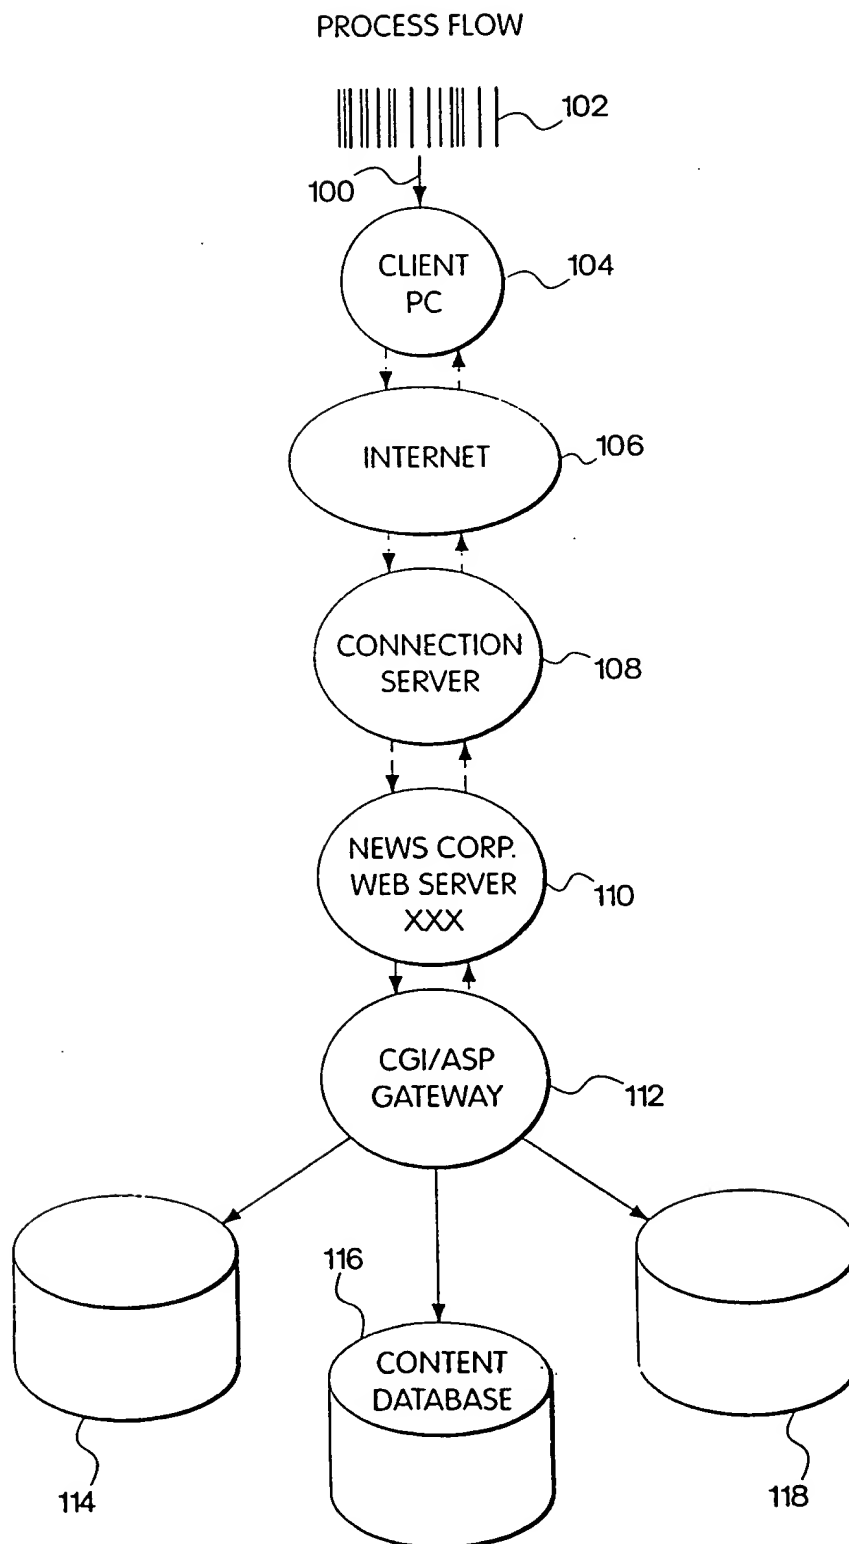 PROCESS FLOW
102
100
CLIENT
PC
104
INTERNET
106
CONNECTION
SERVER
108
NEWS CORP.
WEB SERVER
XXX
110
CGI/ASP
GATEWAY
112
116
CONTENT
DATABASE
114
118